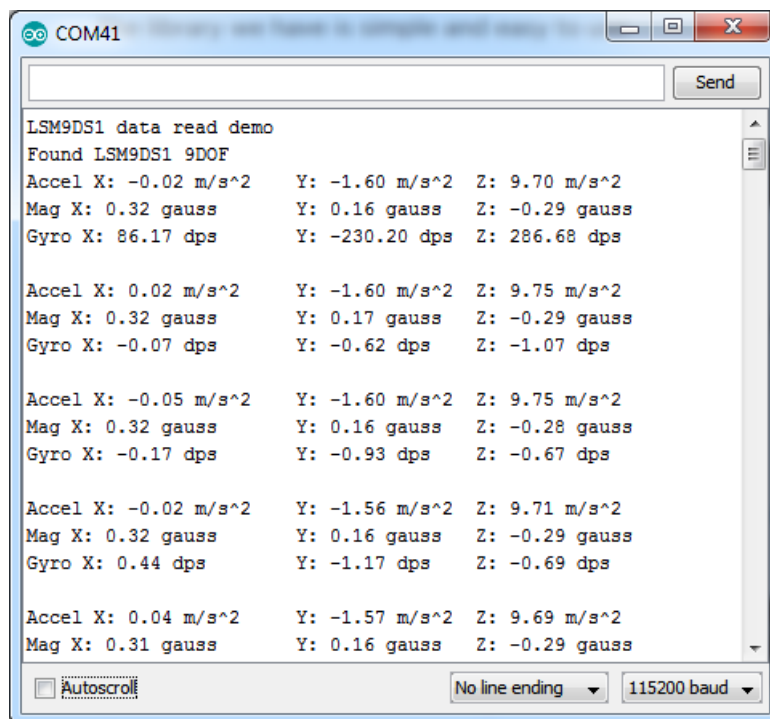 COM41
library we have is simple and easy to
Send
LSM9DS1 data read demo
Found LSM9DS1 9DOF
Accel X: -0.02 m/s^2 Y: -1.60 m/s^2 Z: 9.70 m/s^2
Mag X: 0.32 gauss Y: 0.16 gauss Z: -0.29 gauss
Gyro X: 86.17 dps Y: -230.20 dps Z: 286.68 dps
Accel X: 0.02 m/s^2 Y: -1.60 m/s^2 Z: 9.75 m/s^2
Mag X: 0.32 gauss Y: 0.17 gauss Z: -0.29 gauss
Gyro X: -0.07 dps Y: -0.62 dps Z: -1.07 dps
Accel X: -0.05 m/s^2 Y: -1.60 m/s^2 Z: 9.75 m/s^2
Mag X: 0.32 gauss Y: 0.16 gauss Z: -0.28 gauss
Gyro X: -0.17 dps Y: -0.93 dps Z: -0.67 dps
Accel X: -0.02 m/s^2 Y: -1.56 m/s^2 Z: 9.71 m/s^2
Mag X: 0.32 gauss Y: 0.16 gauss Z: -0.29 gauss
Gyro X: 0.44 dps Y: -1.17 dps Z: -0.69 dps
Accel X: 0.04 m/s^2 Y: -1.57 m/s^2 Z: 9.69 m/s^2
Mag X: 0.31 gauss Y: 0.16 gauss Z: -0.29 gauss
Autoscroll No line ending 115200 baud